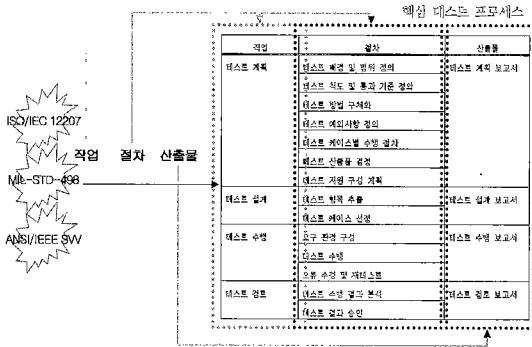 핵심 테스트 프로세스
작업 절차 산출물
테스트 계획 테스트 배경 및 범위 정의 테스트 계획 보고서
테스트 척도 및 통과 기준 정의
테스트 방법 구체화
테스트 예외사항 정의
테스트 케이스별 수행 절차
테스트 산출물 결정
테스트 지원 구성 계획
테스트 설계 테스트 항목 추출 테스트 설계 보고서
테스트 케이스 선정
테스트 수행 요구 환경 구성 테스트 수행 보고서
테스트 수행
오류 수정 및 재테스트
테스트 검토 테스트 수행 결과 분석 테스트 검토 보고서
테스트 결과 승인
ISO/IEC 12207
작업 절차 산출물
MIL-STD-498
ANSI/IEEE SW